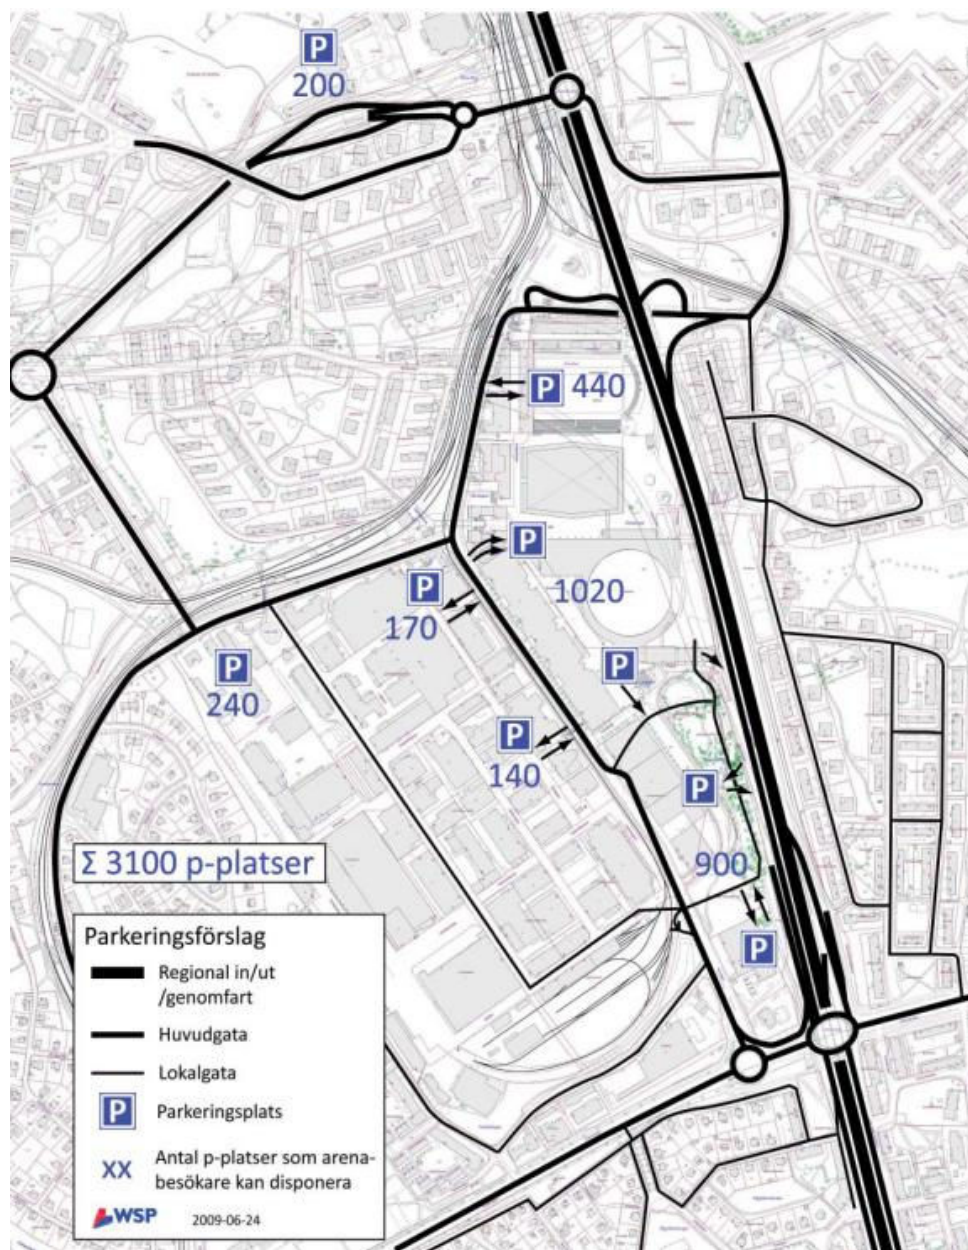 P
200
P 440
P
1020
P
170
P
240
P
P
140
P
900
P
Σ 3100 p-platser
Parkeringsförslag
Regional in/ut
/genomfart
Huvudgata
Lokalgata
P Parkeringsplats
XX Antal p-platser som arena-
besökare kan disponera
WSP 2009-06-24